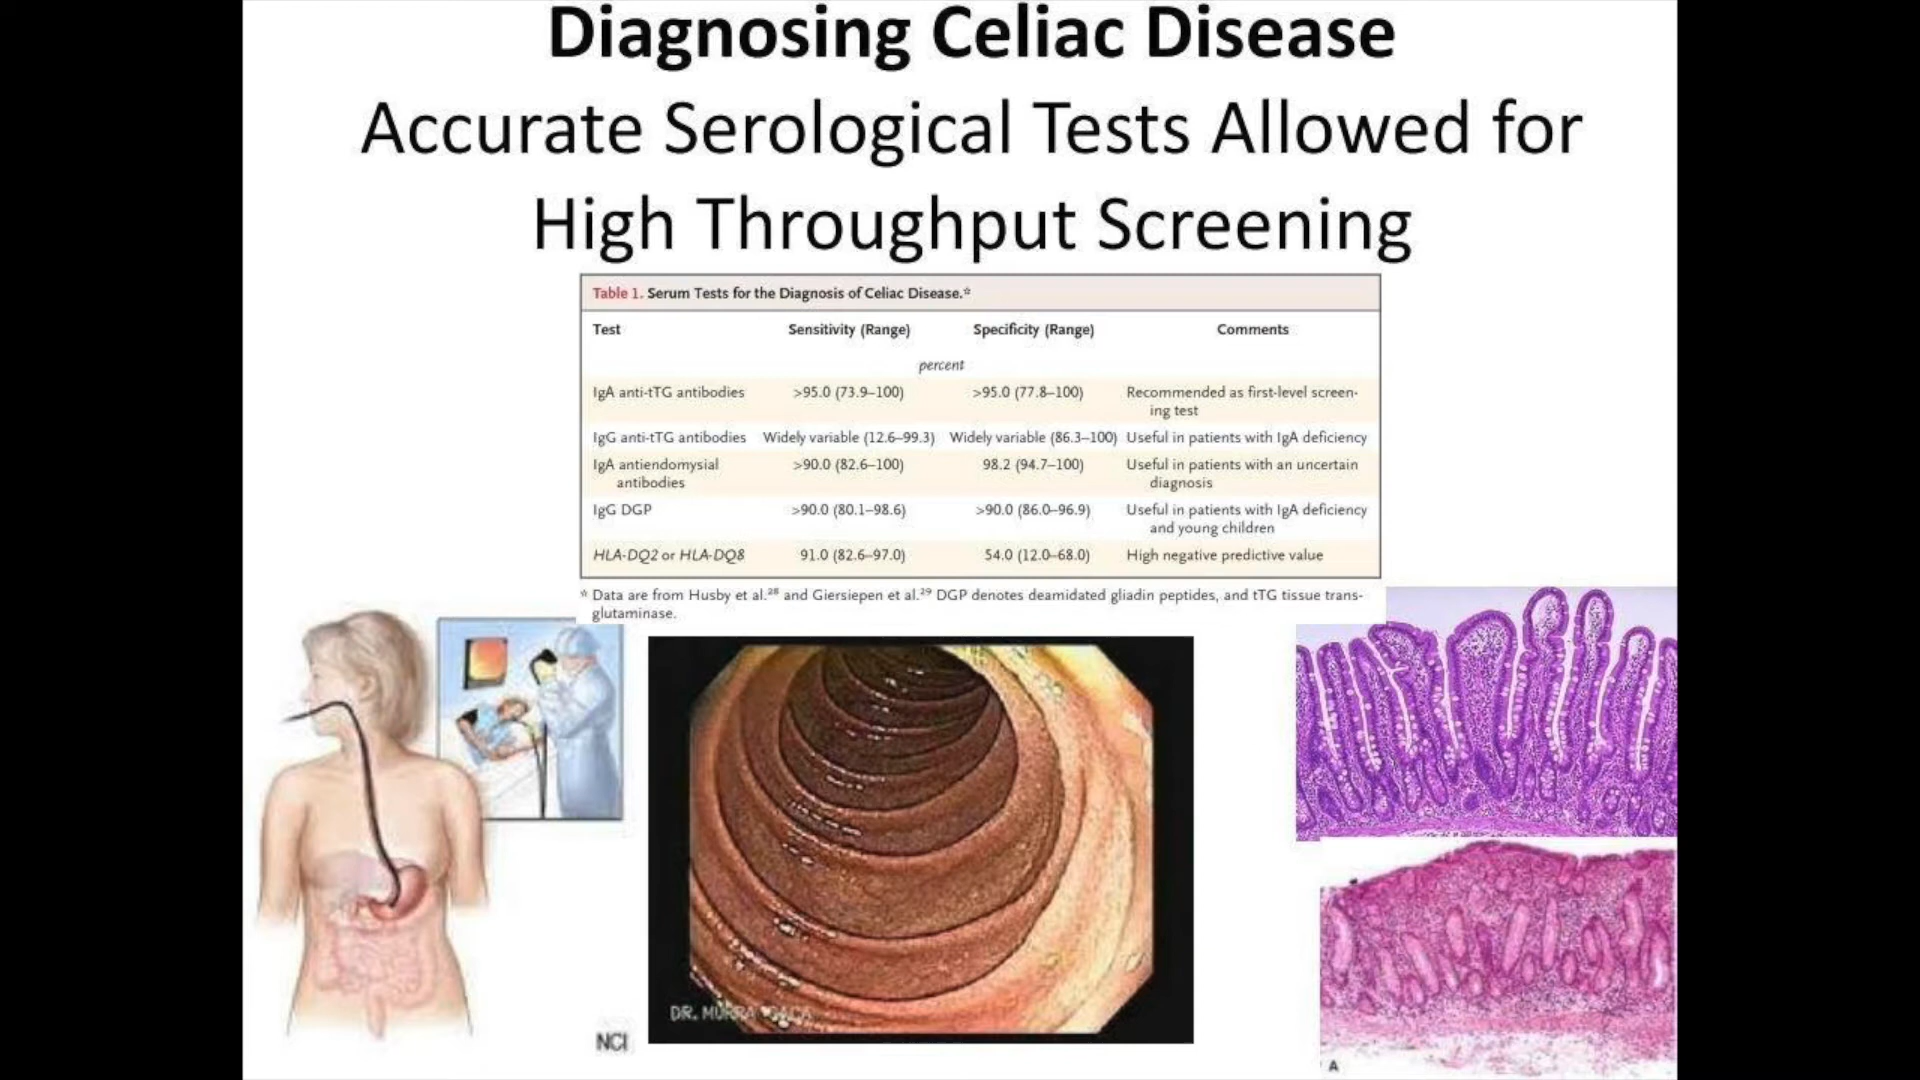 Diagnosing Celiac Disease
Accurate Serological Tests Allowed for
High Throughput Screening
Table 1. Serum Tests for the Diagnosis of Celiac Disease.*
Test Sensitivity (Range) Specificity (Range) Comments
percent
IgA anti-tTG antibodies >95.0 (73.9–100) >95.0 (77.8–100) Recommended as first-level screen-
ing test
IgG anti-tTG antibodies Widely variable (12.6–99.3) Widely variable (86.3–100) Useful in patients with IgA deficiency
IgA antiendomysial >90.0 (82.6–100) 98.2 (94.7–100) Useful in patients with an uncertain
antibodies diagnosis
IgG DGP >90.0 (80.1–98.6) >90.0 (86.0–96.9) Useful in patients with IgA deficiency
and young children
HLA-DQ2 or HLA-DQ8 91.0 (82.6–97.0) 54.0 (12.0–68.0) High negative predictive value
* Data are from Husby et al.²⁸ and Giersiepen et al.²⁹ DGP denotes deamidated gliadin peptides, and tTG tissue trans-
glutaminase.
DR.
NCI
A